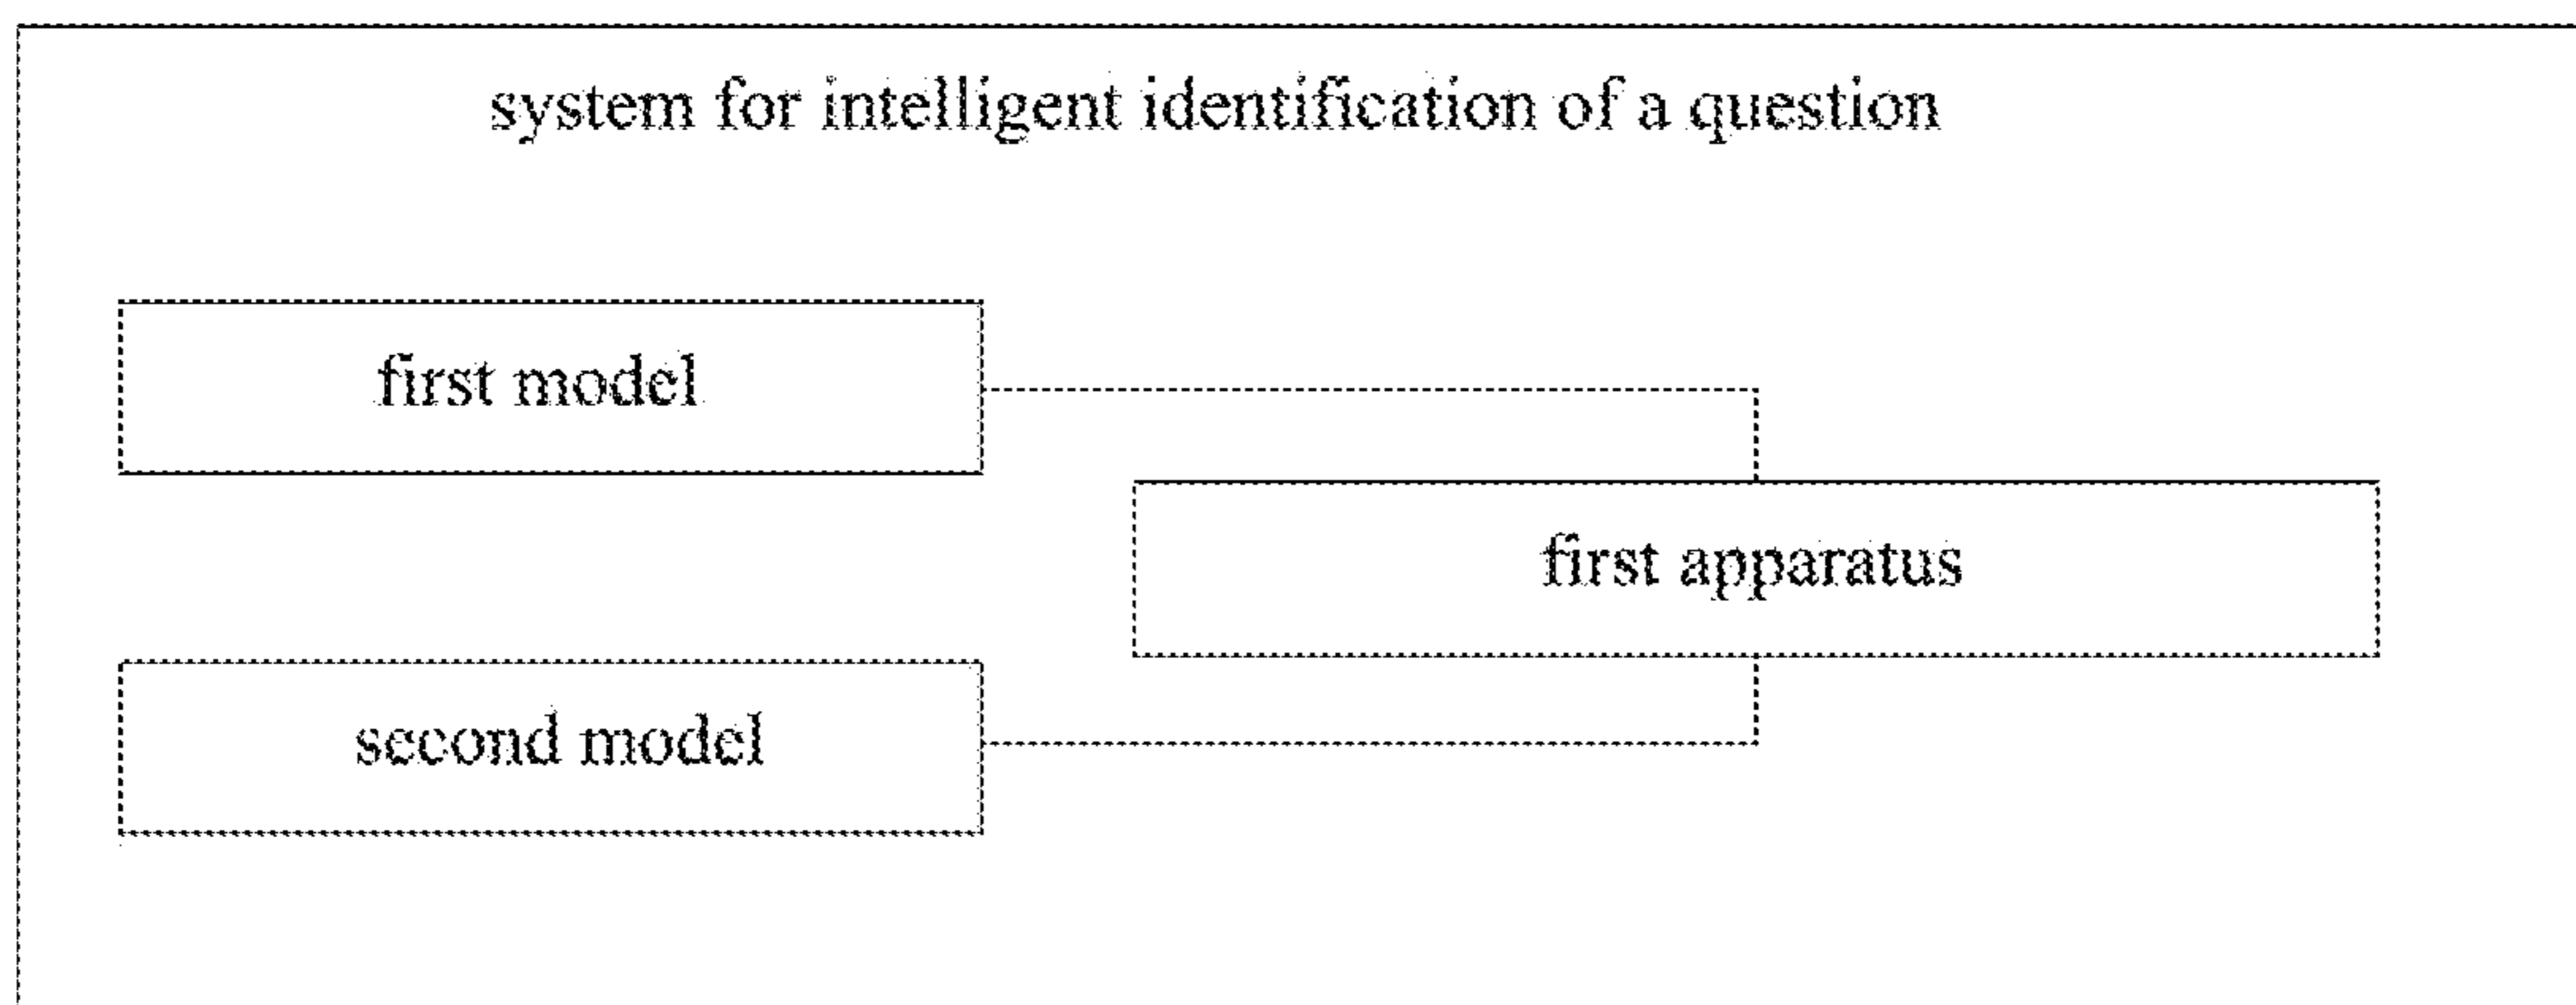 system for intelligent identification of a question
first model
first apparatus
second model